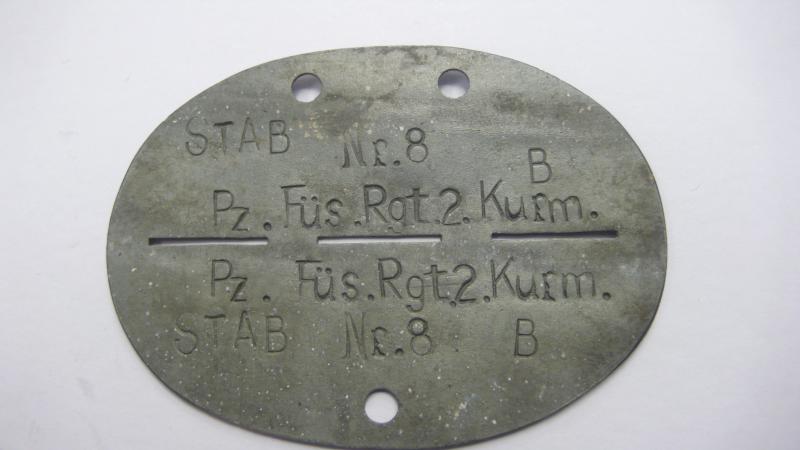 STAB Nr. 8 B
Pz. Füs. Rgt. 2. Kurm.
Pz. Füs. Rgt. 2. Kurm.
STAB Nr. 8 B